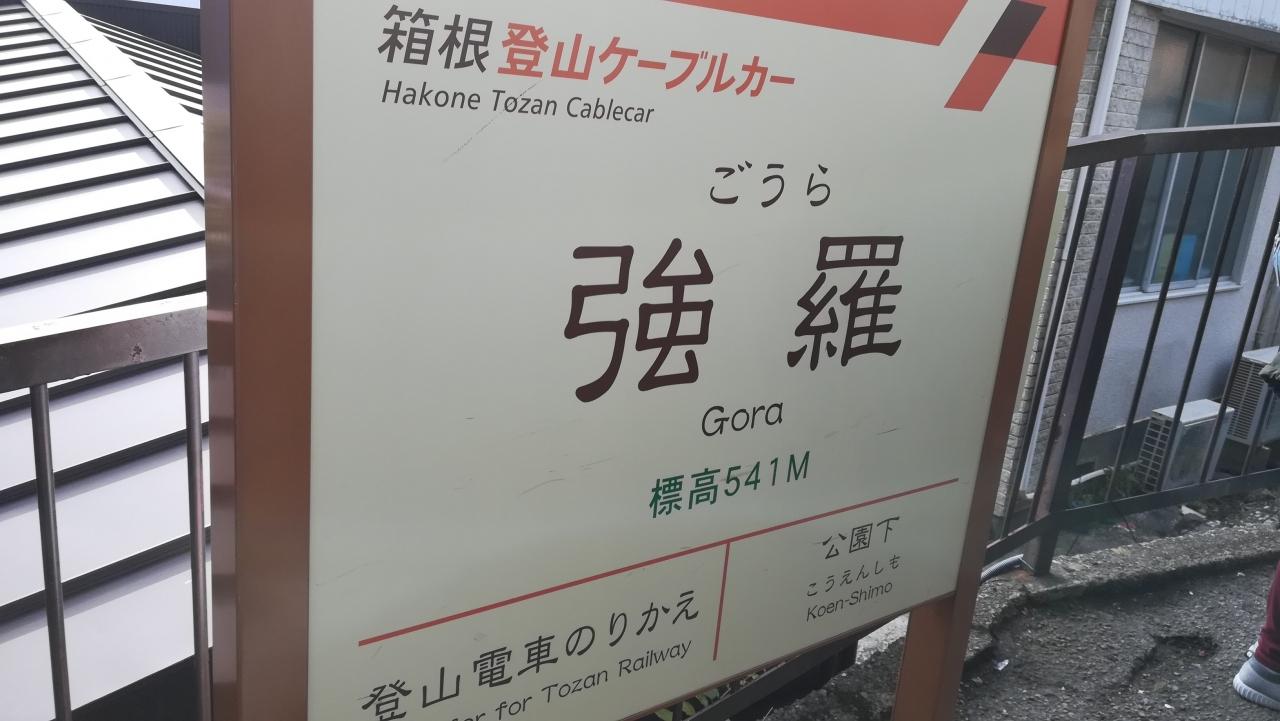 箱根登山ケーブルカー
Hakone Tøzan Cablecar
ごうら
強羅
Gora
標高541M
登山電車のりかえ
for Tozan Railway
公園下
こうえんしも
Koen-Shimo